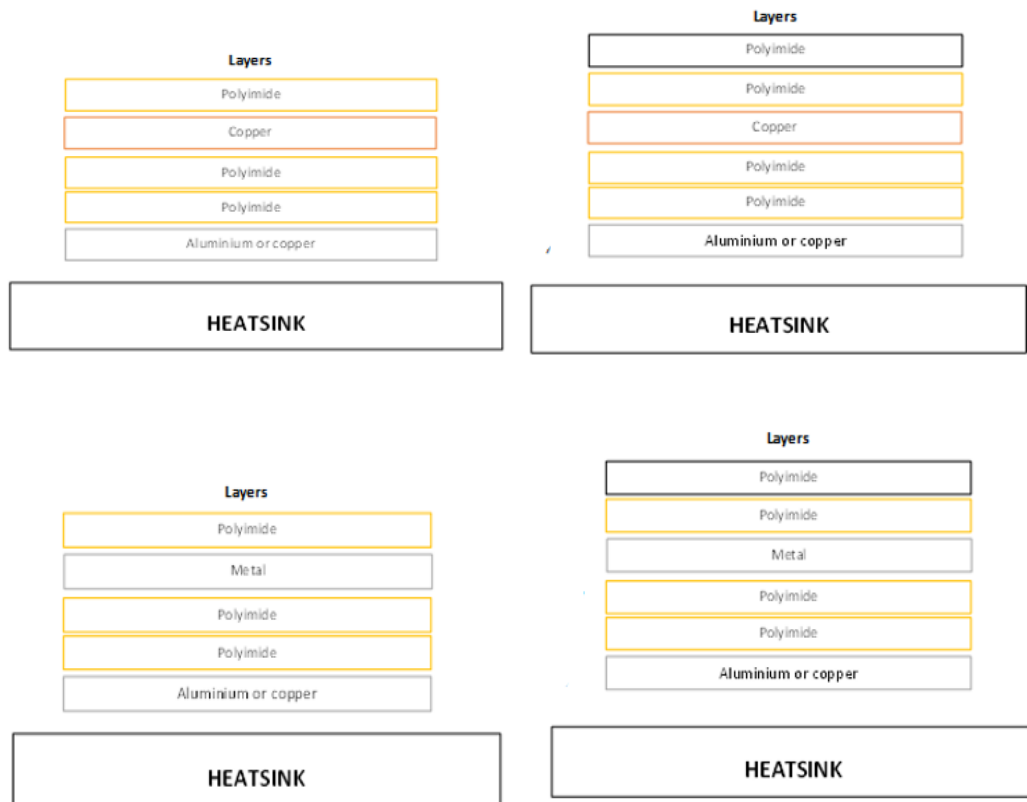 Layers
Polyimide
Copper
Polyimide
Polyimide
Aluminium or copper
HEATSINK
Layers
Polyimide
Polyimide
Copper
Polyimide
Polyimide
Aluminium or copper
HEATSINK
Layers
Polyimide
Metal
Polyimide
Polyimide
Aluminium or copper
HEATSINK
Layers
Polyimide
Polyimide
Metal
Polyimide
Polyimide
Aluminium or copper
HEATSINK